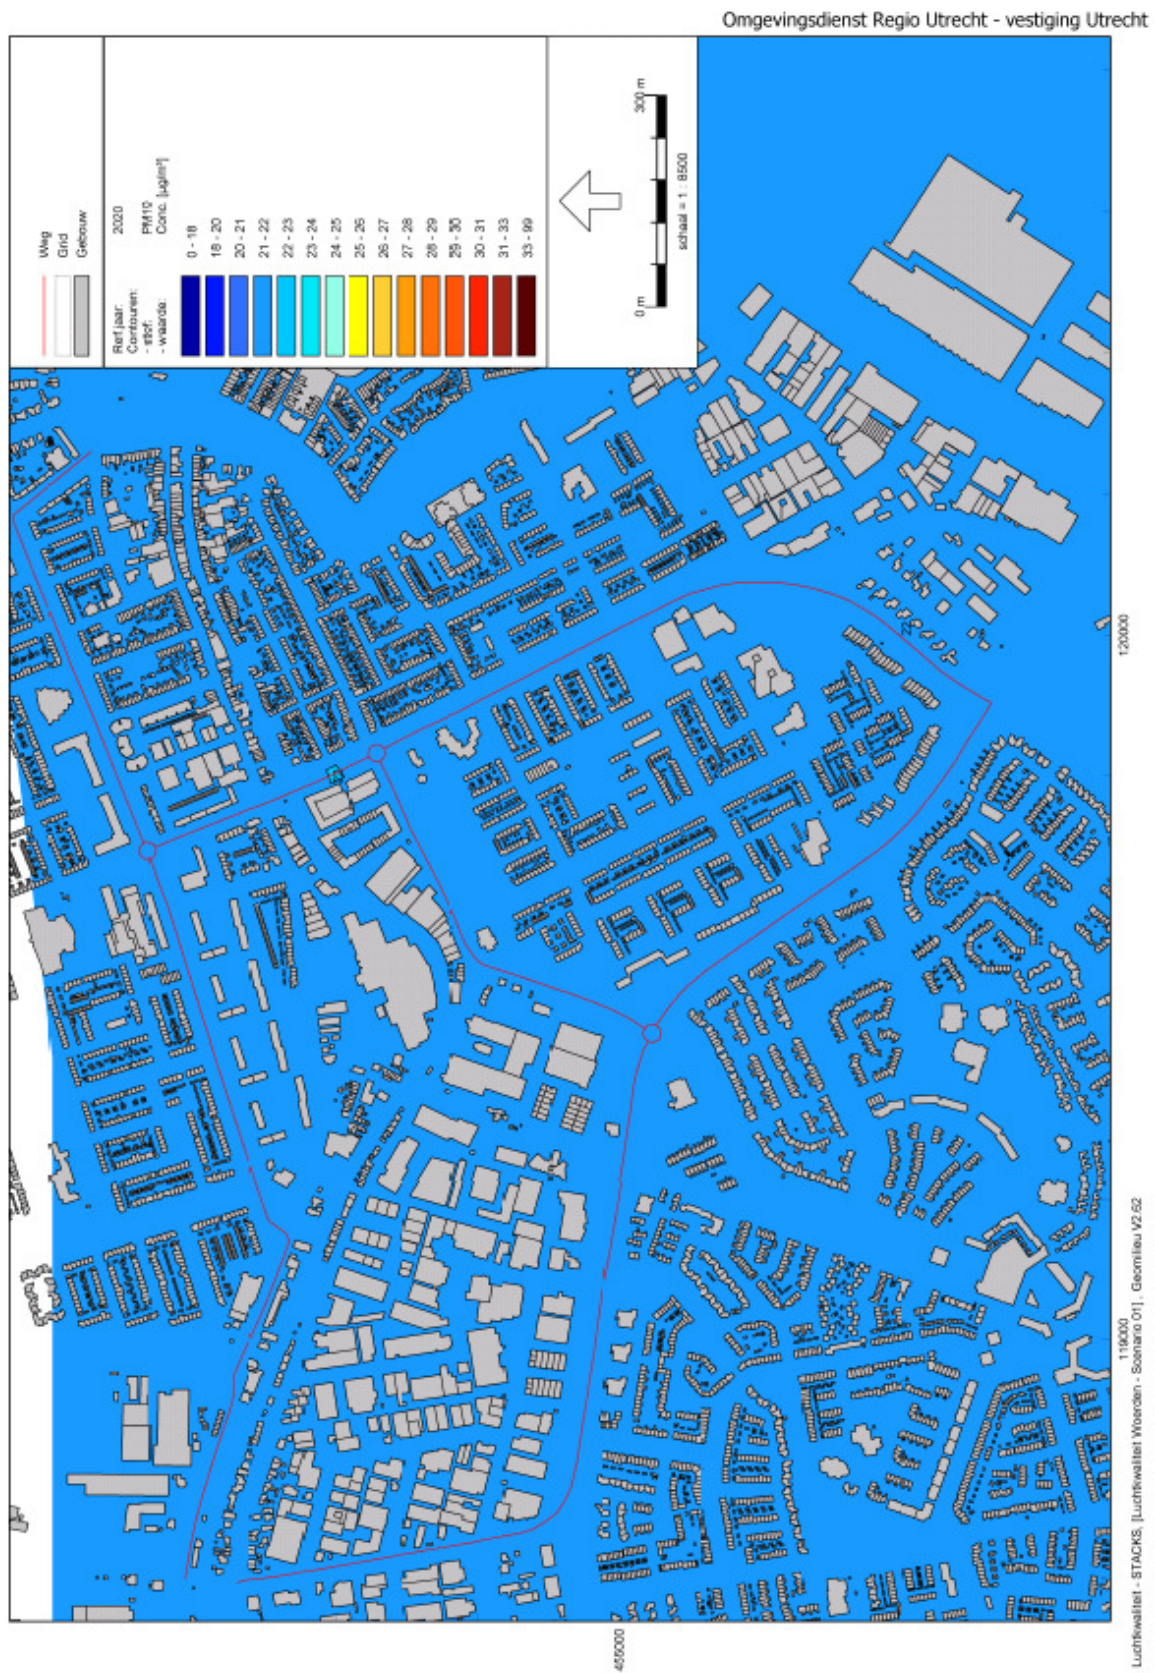 Omgevingsdienst Regio Utrecht - vestiging Utrecht
Weg
Grid
Gebouw
Ref jaar: 2020
Contouren:
- stof: PM10
- waarde: Conc. [µg/m³]
0 - 18
18 - 20
20 - 21
21 - 22
22 - 23
23 - 24
24 - 25
25 - 26
26 - 27
27 - 28
28 - 29
29 - 30
30 - 31
31 - 33
33 - 99
0 m 300 m
schaal = 1 : 8500
119000 120000
455000
Luchtkwaliteit - STACKS, [Luchtkwaliteit Woerden - Scenario 01] , Geomilieu V2.62